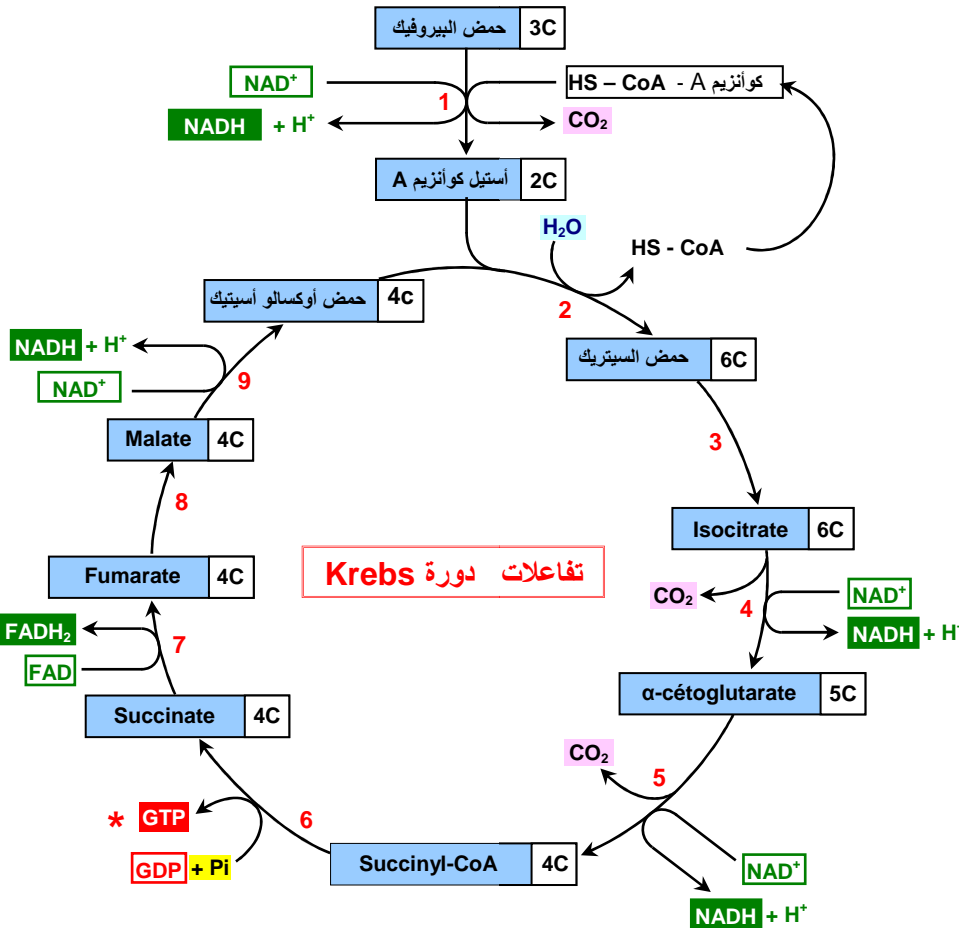 حمض البيروفيك 3C
NAD⁺
HS – CoA - A كوأنزيم
1
NADH + H⁺
CO₂
أستيل كوأنزيم A 2C
H₂O
HS - CoA
حمض أوكسالو أسيتيك 4c
2
NADH + H⁺
حمض السيتريك 6C
NAD⁺
9
Malate 4C
3
8
Isocitrate 6C
تفاعلات دورة Krebs
Fumarate 4C
CO₂
4
NAD⁺
FADH₂
7
NADH + H⁺
FAD
α-cétoglutarate 5C
Succinate 4C
CO₂
5
* GTP
6
GDP + Pi
Succinyl-CoA 4C
NAD⁺
NADH + H⁺